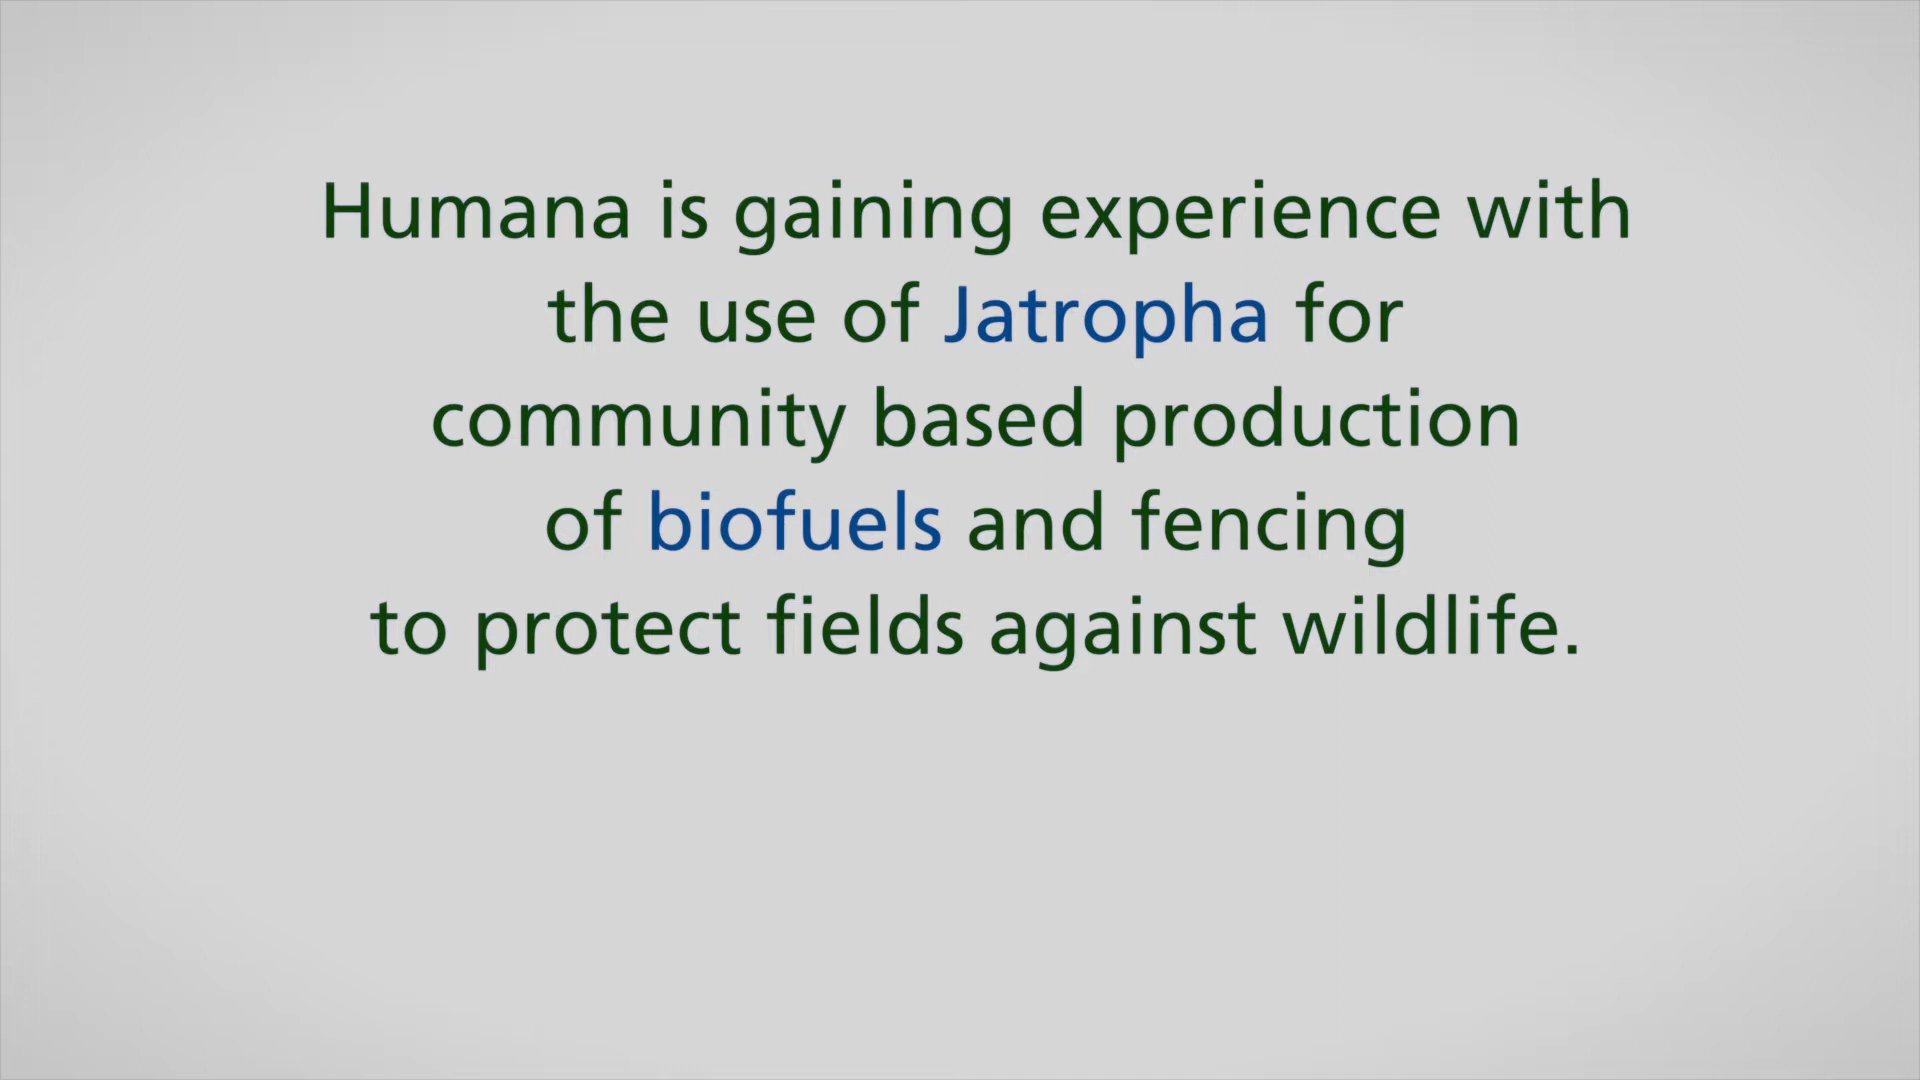 Humana is gaining experience with
the use of Jatropha for
community based production
of biofuels and fencing
to protect fields against wildlife.